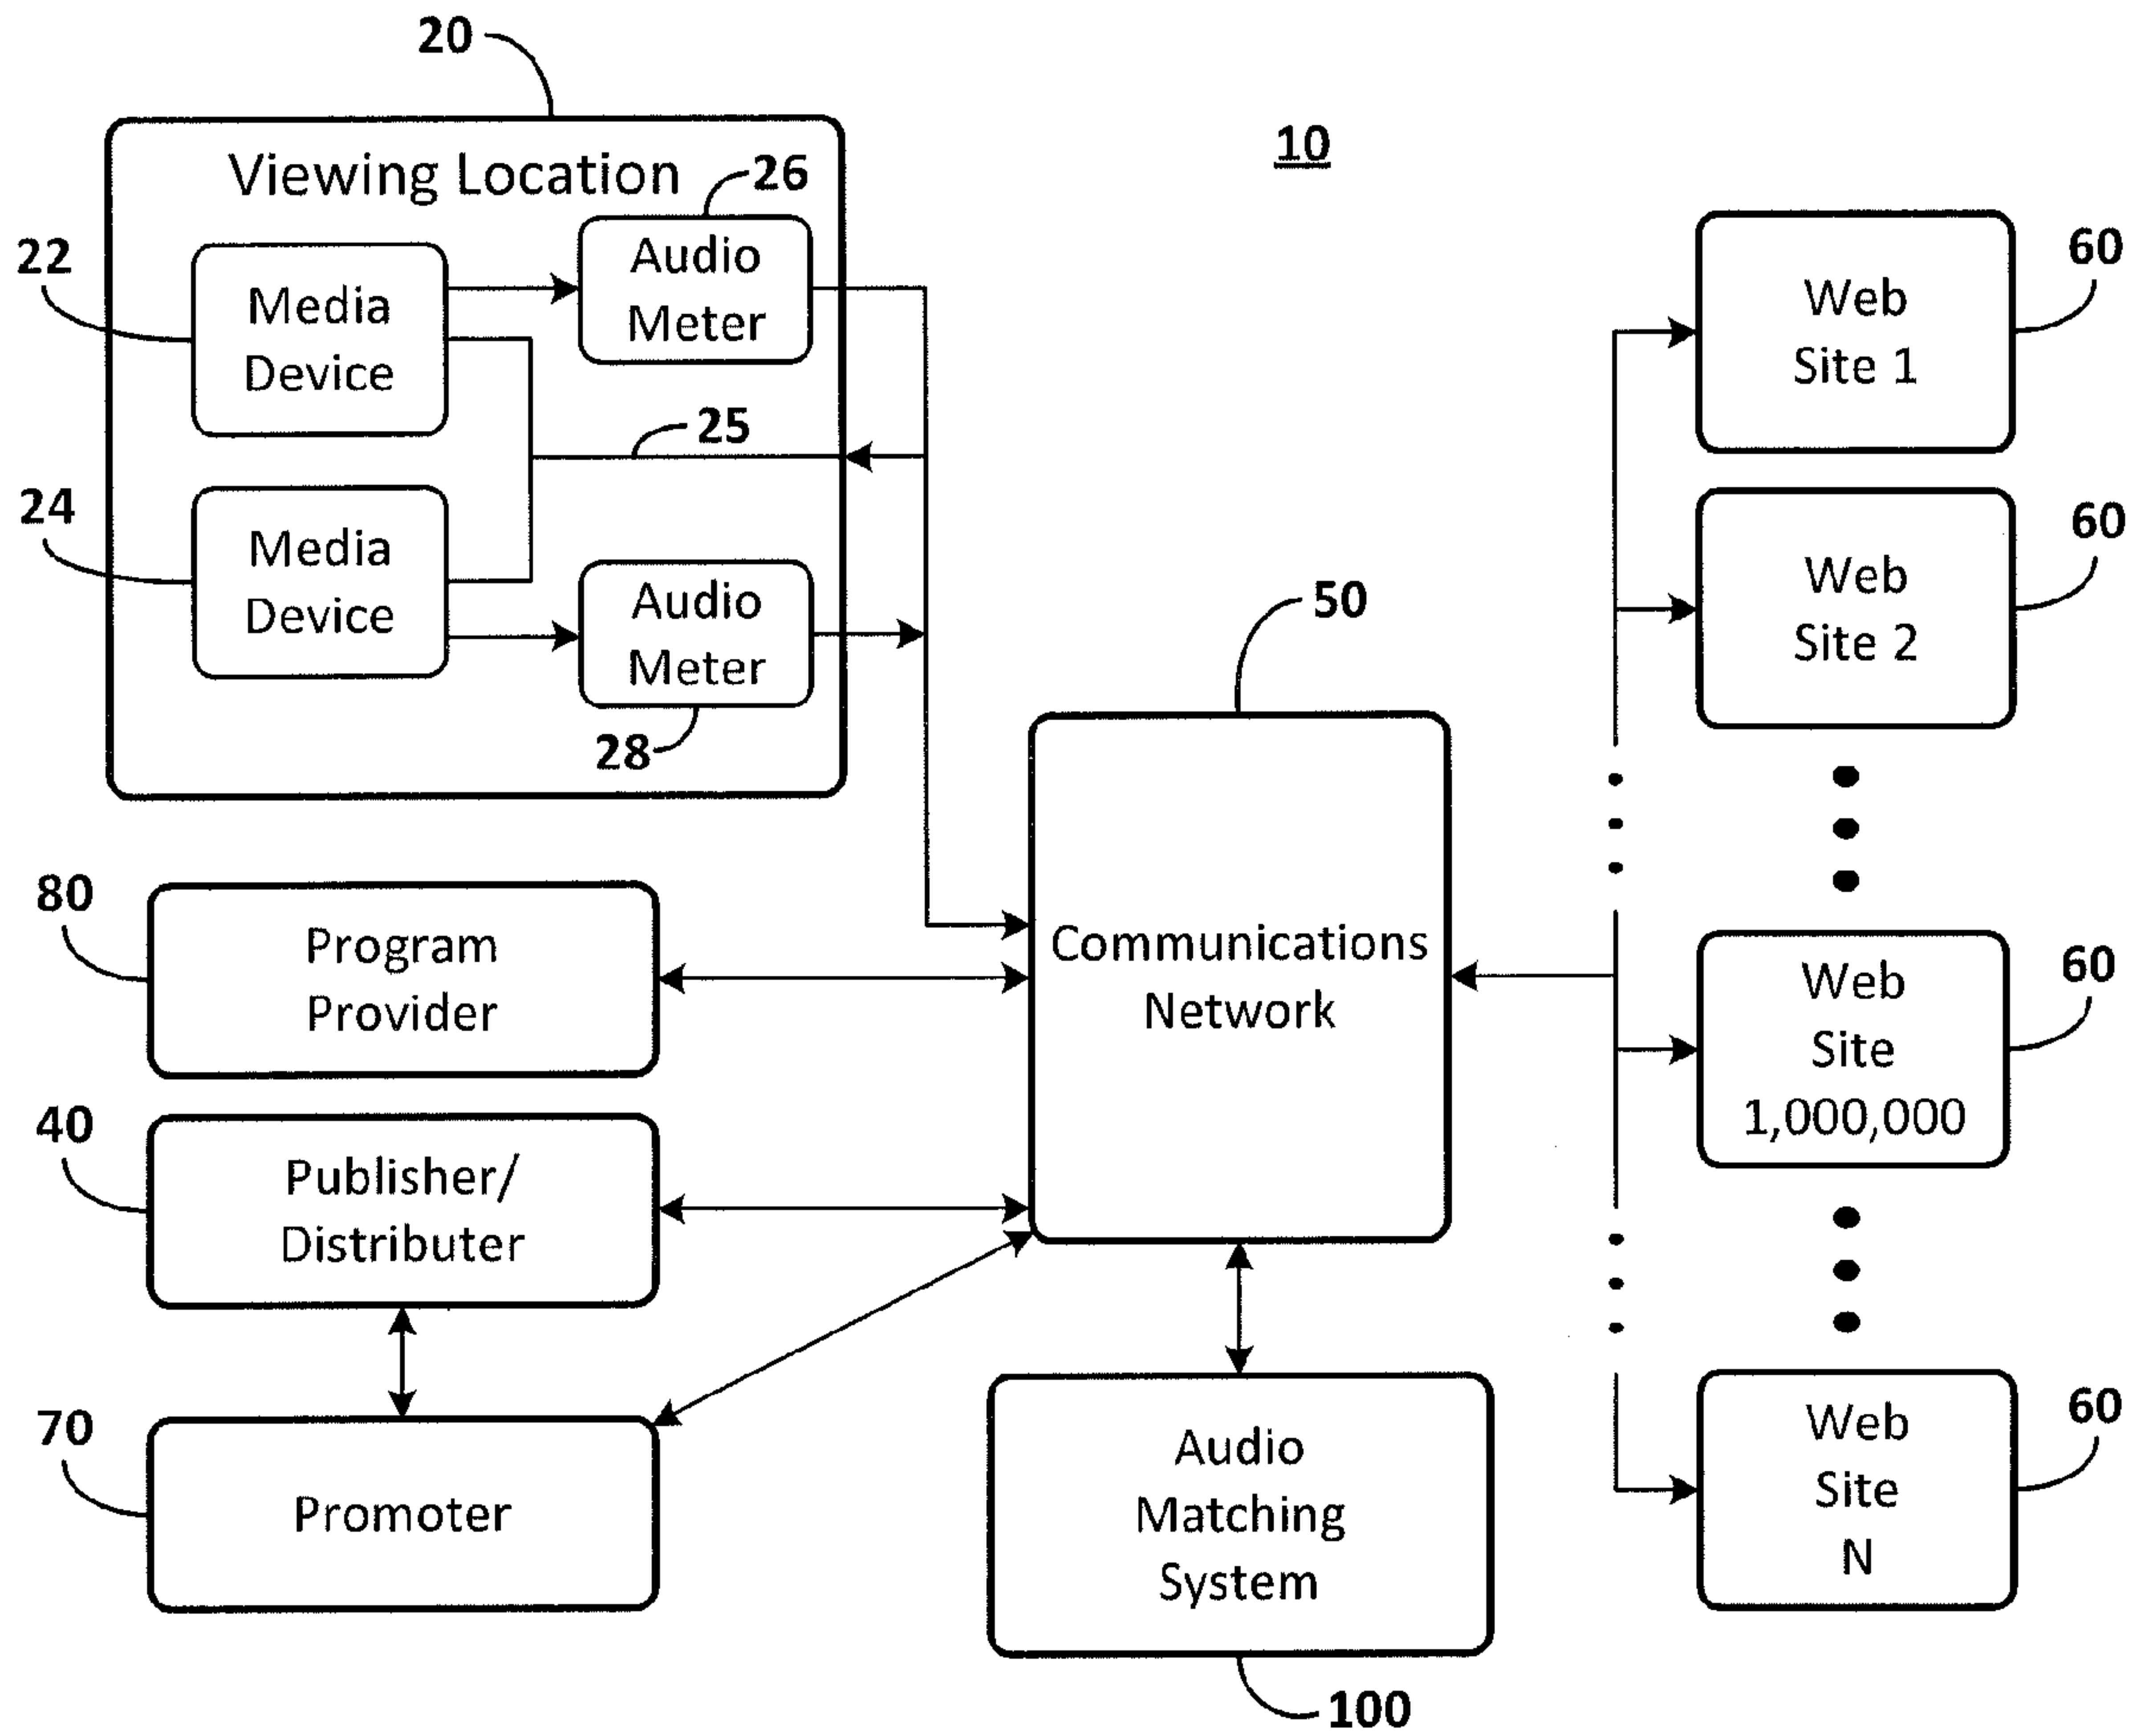 20
10
Viewing Location
26
22
Media
Device
Audio
Meter
25
24
Media
Device
Audio
Meter
28
50
Communications
Network
80
Program
Provider
40
Publisher/
Distributer
70
Promoter
Audio
Matching
System
100
Web
Site 1
60
Web
Site 2
60
Web
Site
1,000,000
60
Web
Site
N
60